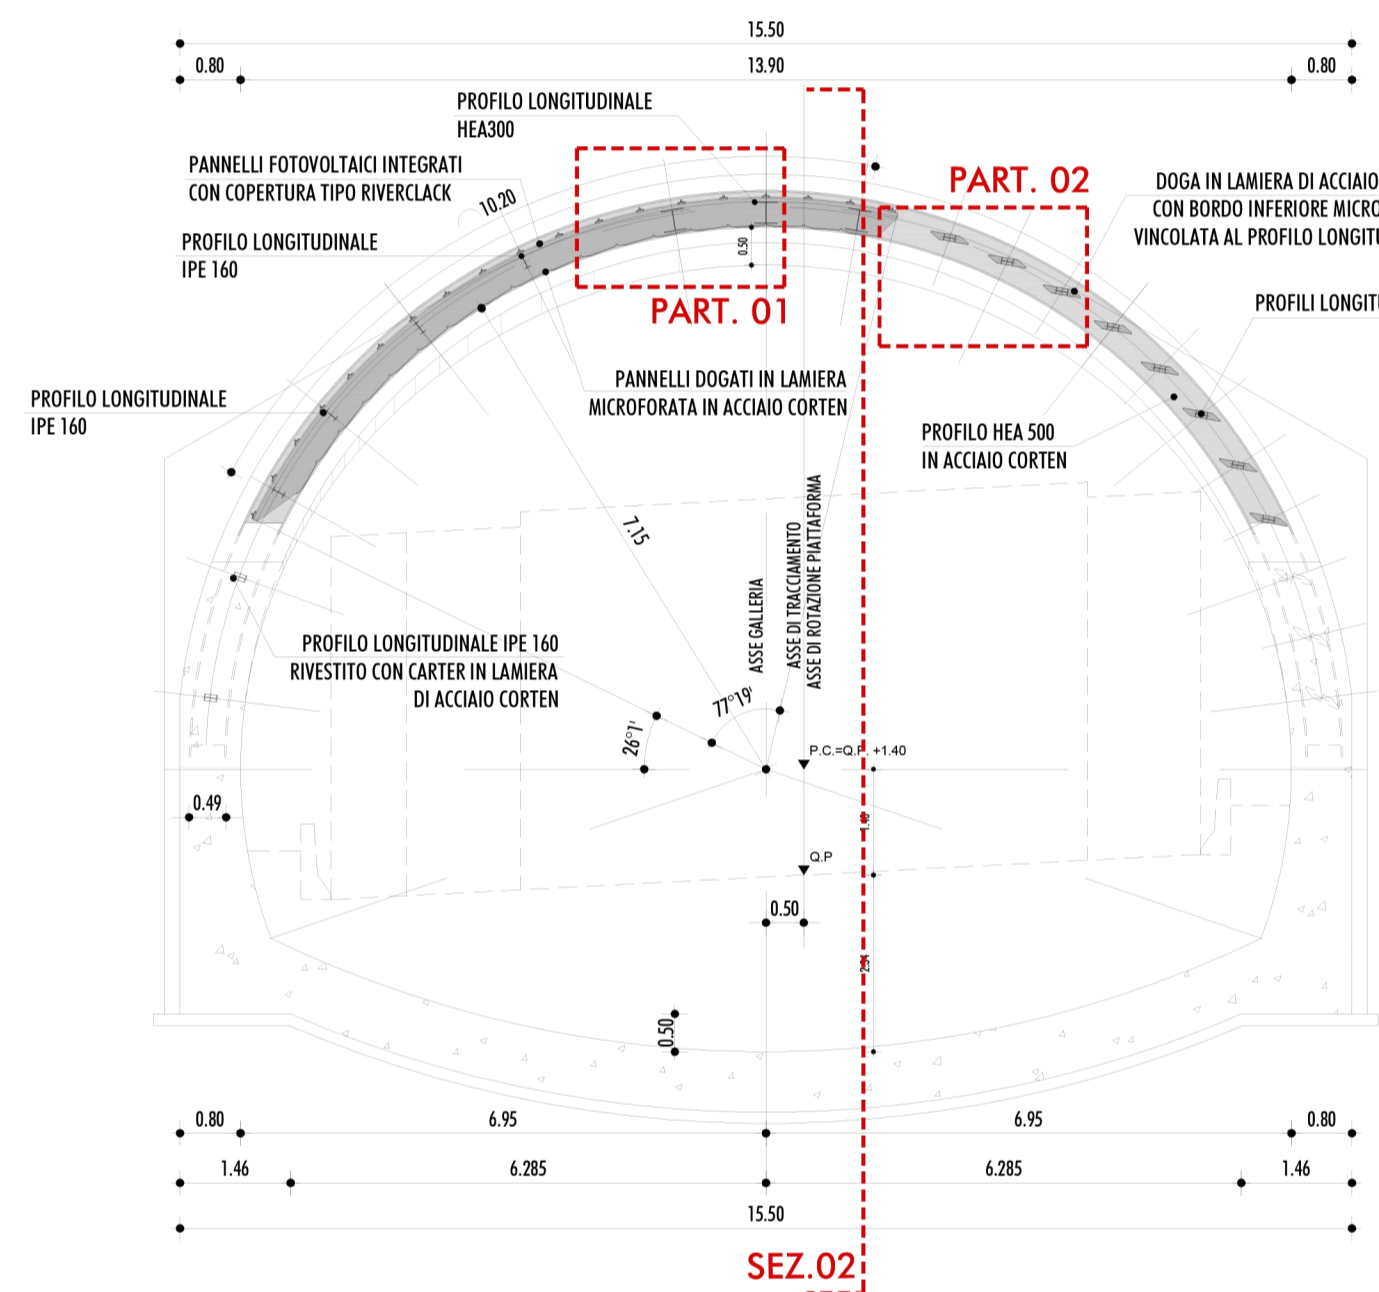 15.50
0.80
13.90
0.80
PROFILO LONGITUDINALE
HEA300
PANNELLI FOTOVOLTAICI INTEGRATI
CON COPERTURA TIPO RIVERCLACK
10.20
PROFILO LONGITUDINALE
IPE 160
0.50
PART. 01
PART. 02
DOGA IN LAMIERA DI ACCIAIO
CON BORDO INFERIORE MICRO
VINCOLATA AL PROFILO LONGITU
PROFILI LONGITU
PROFILO LONGITUDINALE
IPE 160
PANNELLI DOGATI IN LAMIERA
MICROFORATA IN ACCIAIO CORTEN
PROFILO HEA 500
IN ACCIAIO CORTEN
7.15
ASSE GALLERIA
ASSE DI TRACCIAMENTO
ASSE DI ROTAZIONE PIATTAFORMA
PROFILO LONGITUDINALE IPE 160
RIVESTITO CON CARTER IN LAMIERA
DI ACCIAIO CORTEN
77°19'
26°1'
P.C.=Q.P. +1.40
0.49
1.40
Q.P
0.50
0.50
0.80
6.95
6.95
0.80
1.46
6.285
6.285
1.46
15.50
SEZ.02